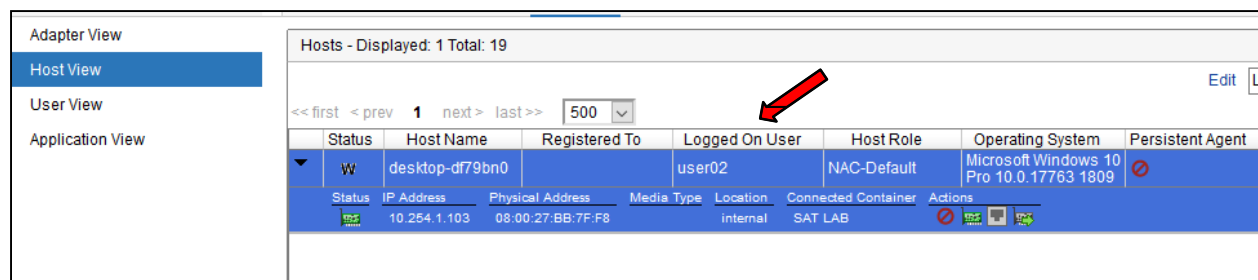 Adapter View
Host View
User View
Application View
Hosts - Displayed: 1 Total: 19
Edit
<< first < prev 1 next > last >> 500
Status Host Name Registered To Logged On User Host Role Operating System Persistent Agent
desktop-df79bn0 user02 NAC-Default Microsoft Windows 10
Pro 10.0.17763 1809
Status IP Address Physical Address Media Type Location Connected Container Actions
10.254.1.103 08:00:27:BB:7F:F8 internal SAT LAB